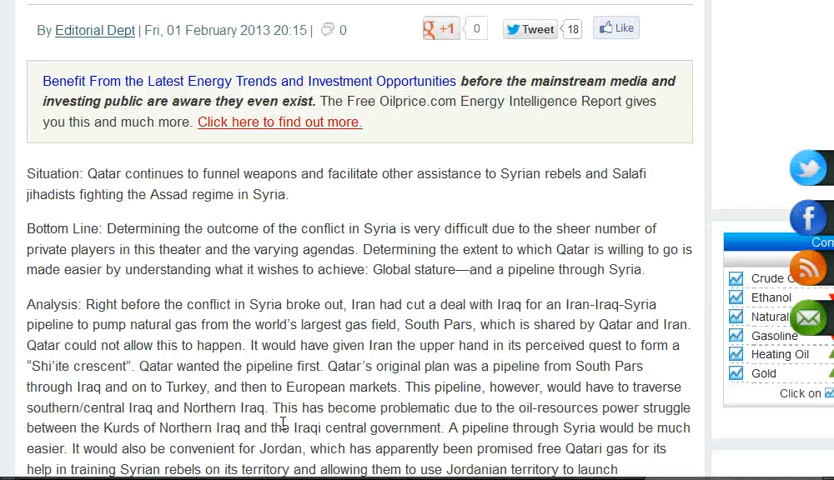 By Editorial Dept | Fri, 01 February 2013 20:15 | 0
+1 0 Tweet 18 Like
Benefit From the Latest Energy Trends and Investment Opportunities before the mainstream media and
investing public are aware they even exist. The Free Oilprice.com Energy Intelligence Report gives
you this and much more. Click here to find out more.
Situation: Qatar continues to funnel weapons and facilitate other assistance to Syrian rebels and Salafi
jihadists fighting the Assad regime in Syria.
Bottom Line: Determining the outcome of the conflict in Syria is very difficult due to the sheer number of
private players in this theater and the varying agendas. Determining the extent to which Qatar is willing to go is
made easier by understanding what it wishes to achieve: Global stature—and a pipeline through Syria.
Analysis: Right before the conflict in Syria broke out, Iran had cut a deal with Iraq for an Iran-Iraq-Syria
pipeline to pump natural gas from the world's largest gas field, South Pars, which is shared by Qatar and Iran.
Qatar could not allow this to happen. It would have given Iran the upper hand in its perceived quest to form a
“Shi’ite crescent”. Qatar wanted the pipeline first. Qatar’s original plan was a pipeline from South Pars
through Iraq and on to Turkey, and then to European markets. This pipeline, however, would have to traverse
southern/central Iraq and Northern Iraq. This has become problematic due to the oil-resources power struggle
between the Kurds of Northern Iraq and the Iraqi central government. A pipeline through Syria would be much
easier. It would also be convenient for Jordan, which has apparently been promised free Qatari gas for its
help in training Syrian rebels on its territory and allowing them to use Jordanian territory to launch
Com
Crude O
Ethanol
Natural
Gasoline
Heating Oil
Gold
Click on